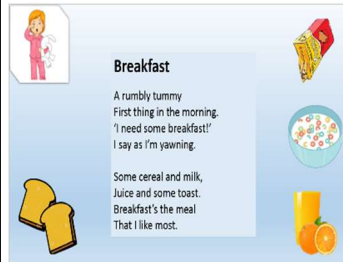 Breakfast
A rumbly tummy
First thing in the morning.
‘I need some breakfast!’
I say as I’m yawning.
Some cereal and milk,
Juice and some toast.
Breakfast’s the meal
That I like most.